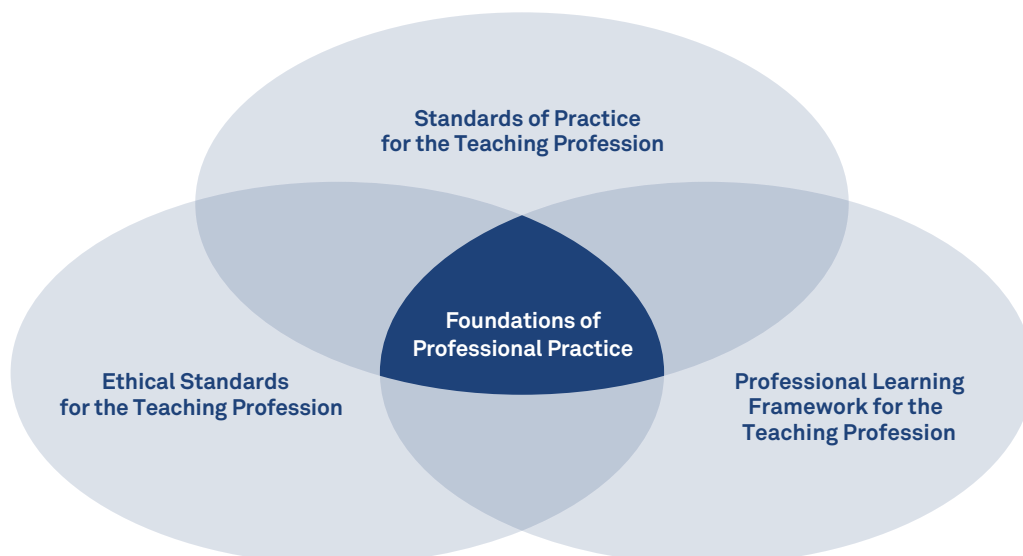 Standards of Practice
for the Teaching Profession
Foundations of
Professional Practice
Ethical Standards
for the Teaching Profession
Professional Learning
Framework for the
Teaching Profession